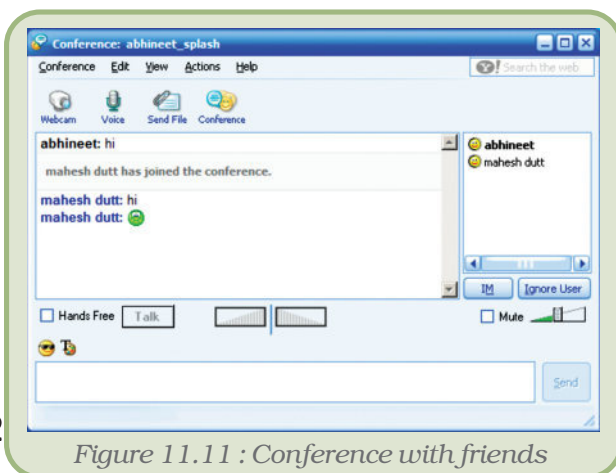 Conference: abhineet_splash
Conference Edit View Actions Help
Y! Search the web
Webcam Voice Send File Conference
abhineet: hi
mahesh dutt has joined the conference.
mahesh dutt: hi
mahesh dutt:
abhineet
mahesh dutt
IM Ignore User
Hands Free Talk Mute
Send
Figure 11.11 : Conference with friends